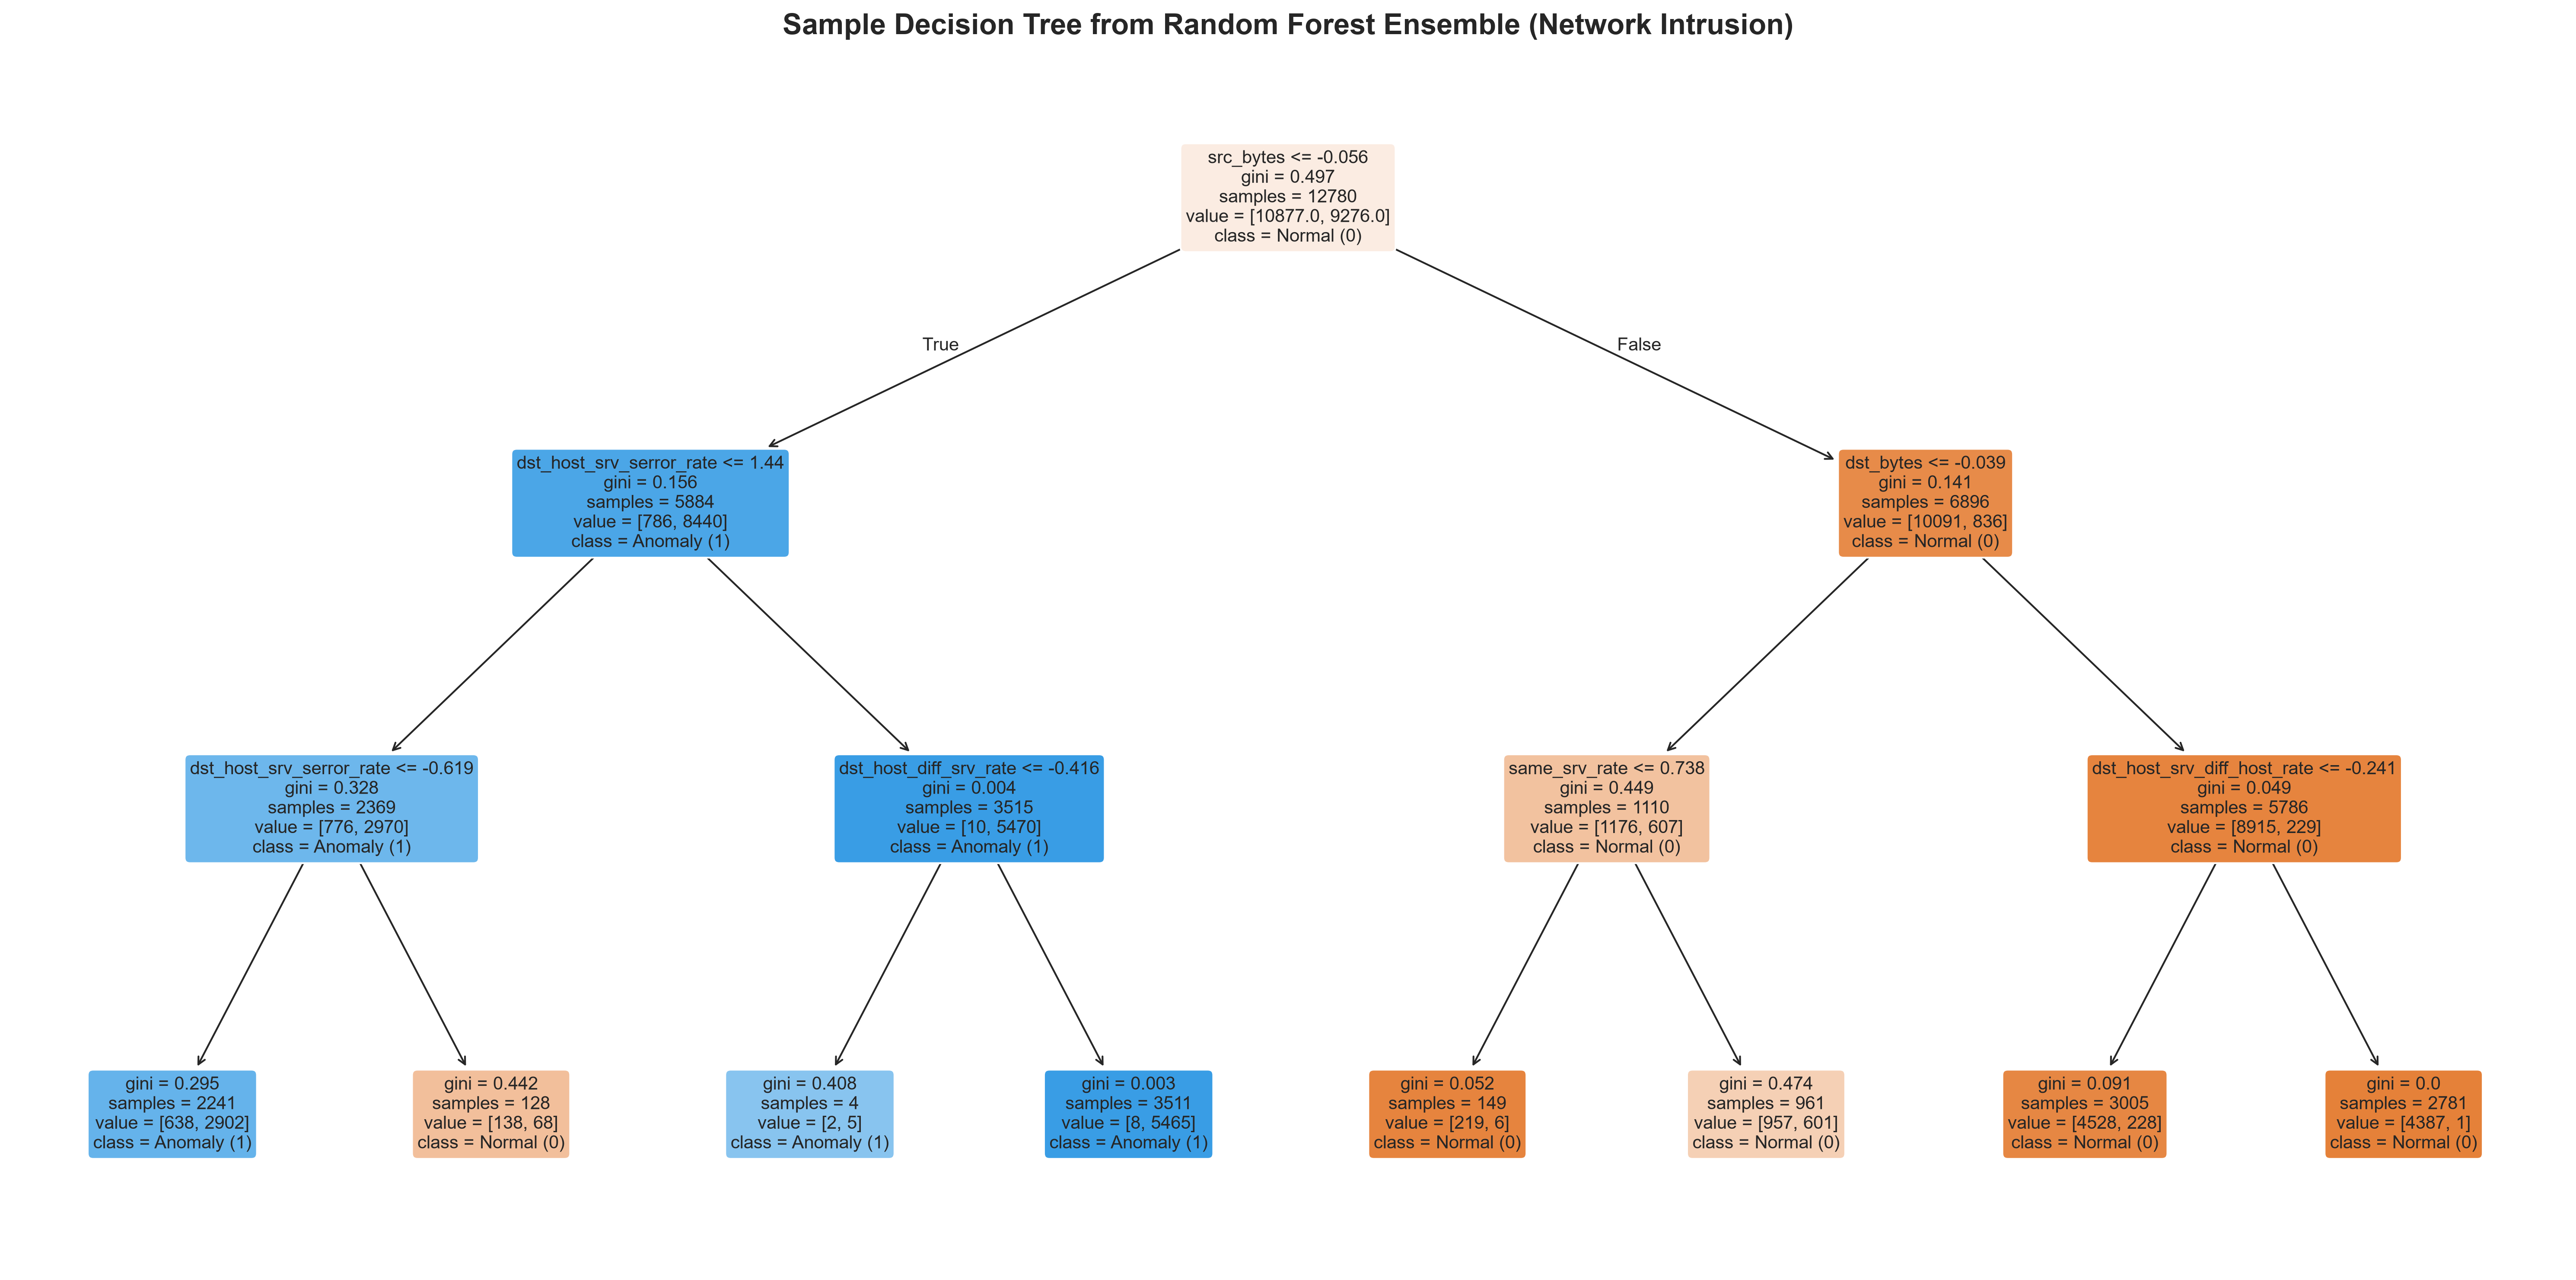 Sample Decision Tree from Random Forest Ensemble (Network Intrusion)
src_bytes <= -0.056
gini = 0.497
samples = 12780
value = [10877.0, 9276.0]
class = Normal (0)
True
False
dst_host_srv_serror_rate <= 1.44
gini = 0.156
samples = 5884
value = [786, 8440]
class = Anomaly (1)
dst_bytes <= -0.039
gini = 0.141
samples = 6896
value = [10091, 836]
class = Normal (0)
dst_host_srv_serror_rate <= -0.619
gini = 0.328
samples = 2369
value = [776, 2970]
class = Anomaly (1)
dst_host_diff_srv_rate <= -0.416
gini = 0.004
samples = 3515
value = [10, 5470]
class = Anomaly (1)
same_srv_rate <= 0.738
gini = 0.449
samples = 1110
value = [1176, 607]
class = Normal (0)
dst_host_srv_diff_host_rate <= -0.241
gini = 0.049
samples = 5786
value = [8915, 229]
class = Normal (0)
gini = 0.295
samples = 2241
value = [638, 2902]
class = Anomaly (1)
gini = 0.442
samples = 128
value = [138, 68]
class = Normal (0)
gini = 0.408
samples = 4
value = [2, 5]
class = Anomaly (1)
gini = 0.003
samples = 3511
value = [8, 5465]
class = Anomaly (1)
gini = 0.052
samples = 149
value = [219, 6]
class = Normal (0)
gini = 0.474
samples = 961
value = [957, 601]
class = Normal (0)
gini = 0.091
samples = 3005
value = [4528, 228]
class = Normal (0)
gini = 0.0
samples = 2781
value = [4387, 1]
class = Normal (0)